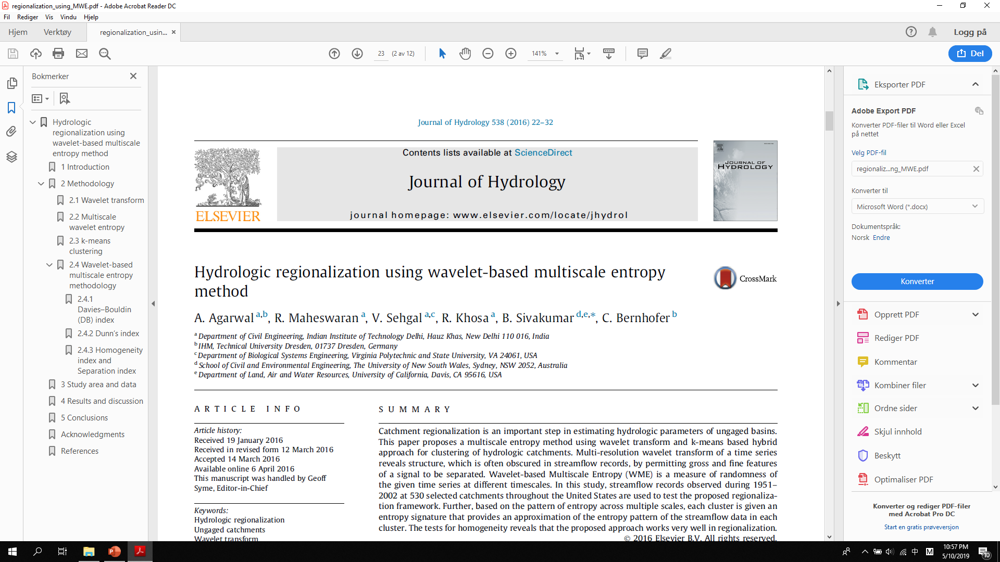 regionalization_using_MWE.pdf - Adobe Acrobat Reader DC
Fil Rediger Vis Vindu Hjelp
Hjem Verktøy regionalization_usin... Logg på
23 (2 av 12) 141% Del
Bokmerker
Hydrologic
regionalization using
wavelet-based multiscale
entropy method
1 Introduction
2 Methodology
2.1 Wavelet transform
2.2 Multiscale
wavelet entropy
2.3 k-means
clustering
2.4 Wavelet-based
multiscale entropy
methodology
2.4.1
Davies–Bouldin
(DB) index
2.4.2 Dunn's index
2.4.3 Homogeneity
index and
Separation index
3 Study area and data
4 Results and discussion
5 Conclusions
Acknowledgments
References
Journal of Hydrology 538 (2016) 22–32
ELSEVIER
Contents lists available at ScienceDirect
Journal of Hydrology
journal homepage: www.elsevier.com/locate/jhydrol
JOURNAL OF
HYDROLOGY
Hydrologic regionalization using wavelet-based multiscale entropy
method
CrossMark
A. Agarwal a,b, R. Maheswaran a, V. Sehgal a,c, R. Khosa a, B. Sivakumar d,e,*, C. Bernhofer b
a Department of Civil Engineering, Indian Institute of Technology Delhi, Hauz Khas, New Delhi 110 016, India
b IHM, Technical University Dresden, 01737 Dresden, Germany
c Department of Biological Systems Engineering, Virginia Polytechnic and State University, VA 24061, USA
d School of Civil and Environmental Engineering, The University of New South Wales, Sydney, NSW 2052, Australia
e Department of Land, Air and Water Resources, University of California, Davis, CA 95616, USA
ARTICLE INFO
Article history:
Received 19 January 2016
Received in revised form 12 March 2016
Accepted 14 March 2016
Available online 6 April 2016
This manuscript was handled by Geoff
Syme, Editor-in-Chief
Keywords:
Hydrologic regionalization
Ungaged catchments
Wavelet transform
SUMMARY
Catchment regionalization is an important step in estimating hydrologic parameters of ungaged basins.
This paper proposes a multiscale entropy method using wavelet transform and k-means based hybrid
approach for clustering of hydrologic catchments. Multi-resolution wavelet transform of a time series
reveals structure, which is often obscured in streamflow records, by permitting gross and fine features
of a signal to be separated. Wavelet-based Multiscale Entropy (WME) is a measure of randomness of
the given time series at different timescales. In this study, streamflow records observed during 1951–
2002 at 530 selected catchments throughout the United States are used to test the proposed regionaliza-
tion framework. Further, based on the pattern of entropy across multiple scales, each cluster is given an
entropy signature that provides an approximation of the entropy pattern of the streamflow data in each
cluster. The tests for homogeneity reveals that the proposed approach works very well in regionalization.
© 2016 Elsevier B.V. All rights reserved.
Eksporter PDF
Adobe Export PDF
Konverter PDF-filer til Word eller Excel
på nettet
Velg PDF-fil
regionaliz...ng_MWE.pdf
Konverter til
Microsoft Word (*.docx)
Dokumentspråk:
Norsk Endre
Konverter
Opprett PDF
Rediger PDF
Kommentar
Kombiner filer
Ordne sider
Skjul innhold
Beskytt
Optimaliser PDF
Konverter og rediger PDF-filer
med Acrobat Pro DC
Start en gratis prøveversjon
中 M 10:57 PM
5/10/2019 10